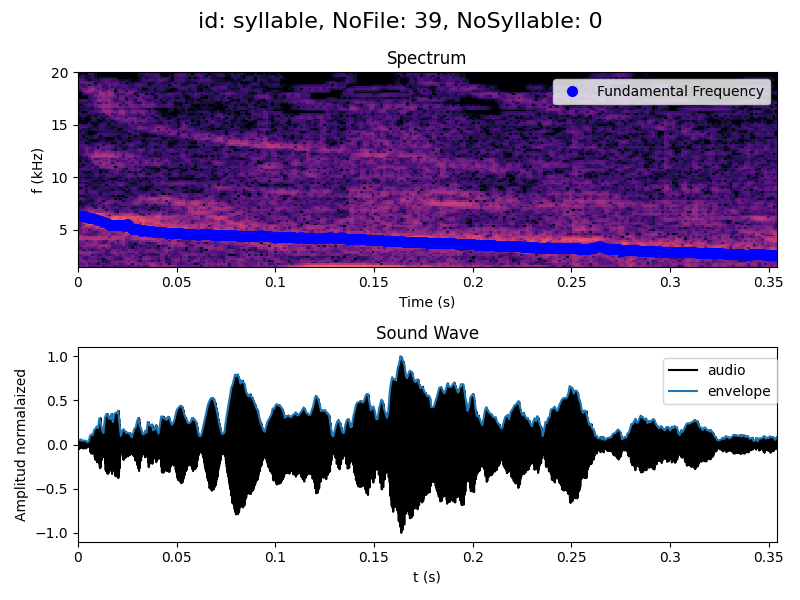 id: syllable, NoFile: 39, NoSyllable: 0
Spectrum
Fundamental Frequency
20
15
10
5
f (kHz)
0 0.05 0.1 0.15 0.2 0.25 0.3 0.35
Time (s)
Sound Wave
audio
envelope
1.0
0.5
0.0
−0.5
−1.0
Amplitud normalaized
0 0.05 0.1 0.15 0.2 0.25 0.3 0.35
t (s)